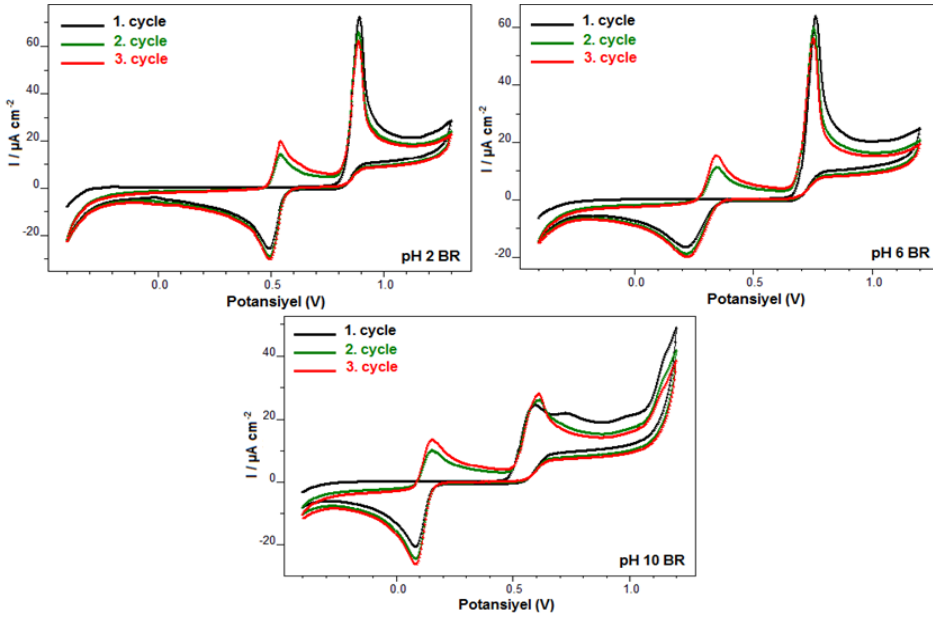 1. cycle
2. cycle
3. cycle
60
40
20
0
-20
I / µA cm⁻²
0.0
0.5
1.0
Potansiyel (V)
pH 2 BR
1. cycle
2. cycle
3. cycle
60
40
20
0
-20
I / µA cm⁻²
0.0
0.5
1.0
Potansiyel (V)
pH 6 BR
1. cycle
2. cycle
3. cycle
40
20
0
-20
I / µA cm⁻²
0.0
0.5
1.0
Potansiyel (V)
pH 10 BR